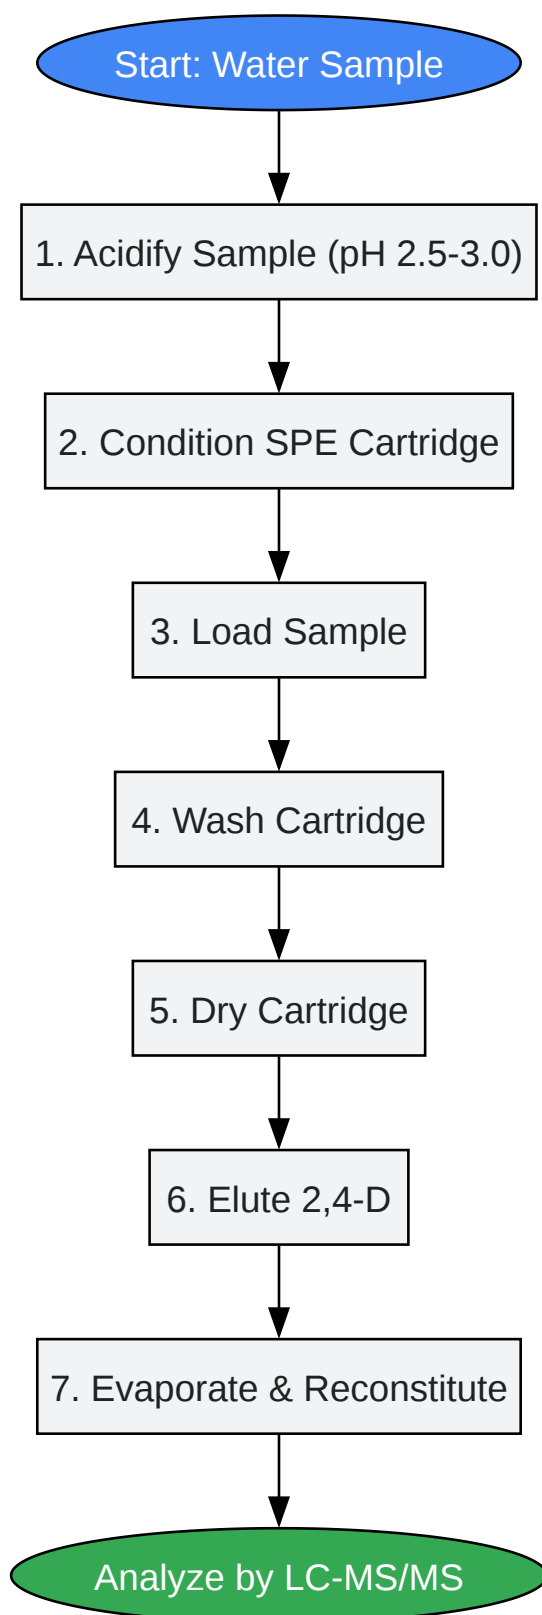 Start: Water Sample
1. Acidify Sample (pH 2.5-3.0)
2. Condition SPE Cartridge
3. Load Sample
4. Wash Cartridge
5. Dry Cartridge
6. Elute 2,4-D
7. Evaporate & Reconstitute
Analyze by LC-MS/MS